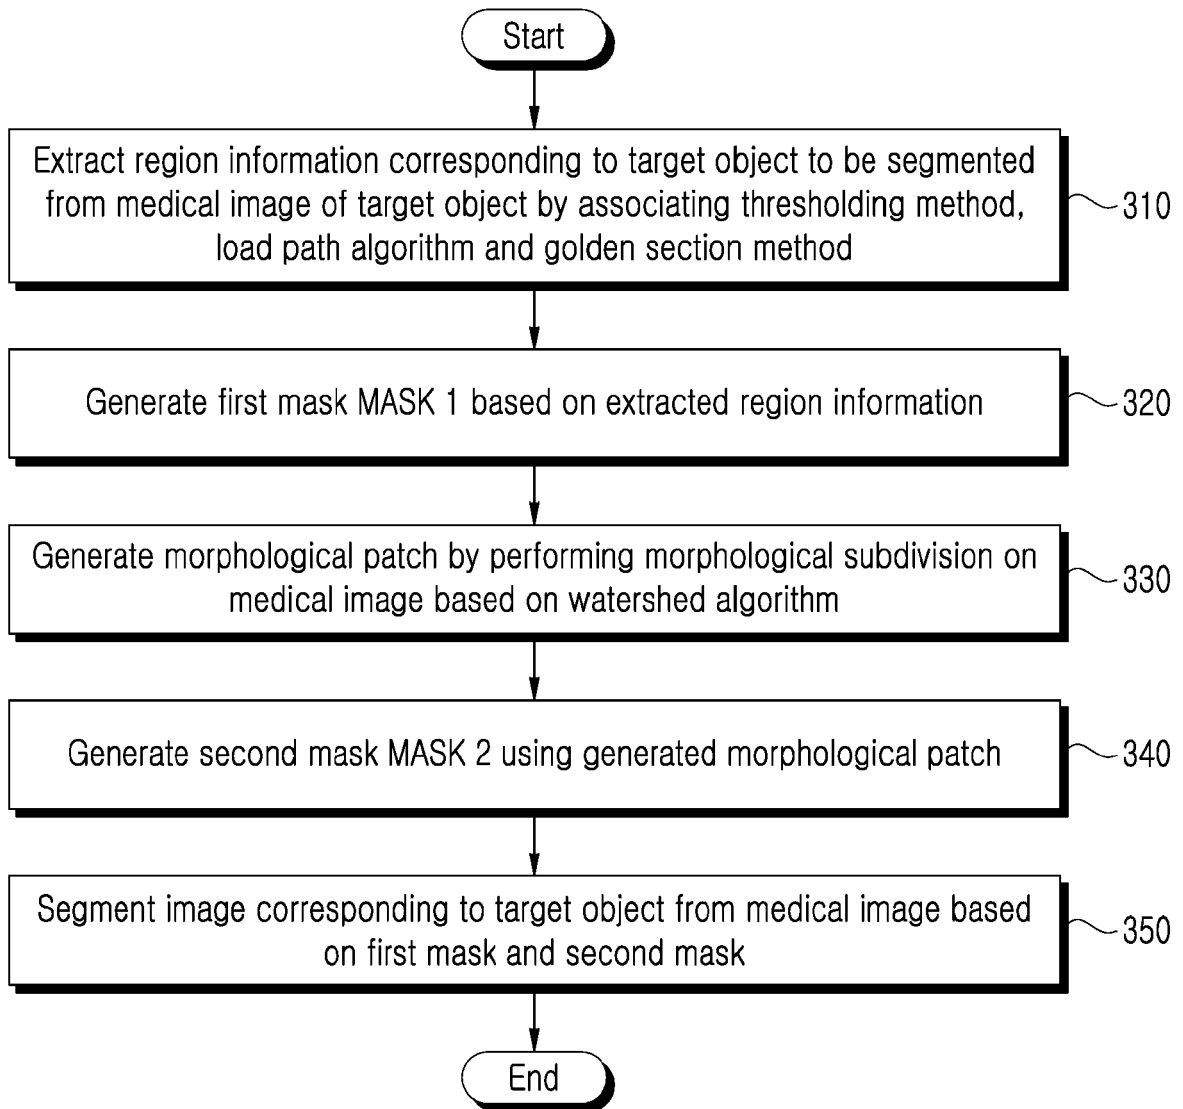 Start
Extract region information corresponding to target object to be segmented
from medical image of target object by associating thresholding method,
load path algorithm and golden section method
310
Generate first mask MASK 1 based on extracted region information
320
Generate morphological patch by performing morphological subdivision on
medical image based on watershed algorithm
330
Generate second mask MASK 2 using generated morphological patch
340
Segment image corresponding to target object from medical image based
on first mask and second mask
350
End